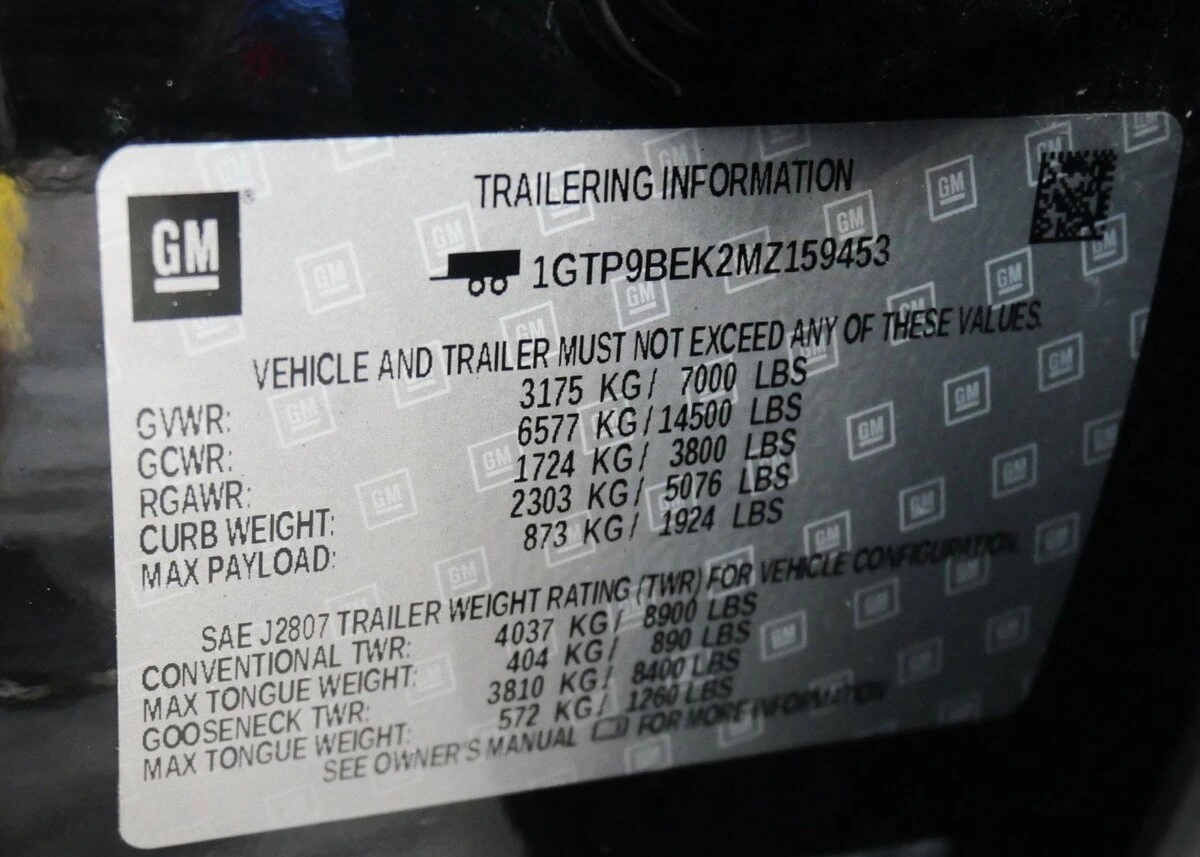 GM
TRAILERING INFORMATION
1GTP9BEK2MZ159453
VEHICLE AND TRAILER MUST NOT EXCEED ANY OF THESE VALUES.
GVWR: 3175 KG/ 7000 LBS
GCWR: 6577 KG/14500 LBS
RGAWR: 1724 KG/ 3800 LBS
CURB WEIGHT: 2303 KG/ 5076 LBS
MAX PAYLOAD: 873 KG/ 1924 LBS
SAE J2807 TRAILER WEIGHT RATING (TWR) FOR VEHICLE CONFIGURATION.
CONVENTIONAL TWR: 4037 KG/ 8900 LBS
MAX TONGUE WEIGHT: 404 KG/ 890 LBS
GOOSENECK TWR: 3810 KG/ 8400 LBS
MAX TONGUE WEIGHT: 572 KG/ 1260 LBS
SEE OWNER'S MANUAL FOR MORE INFORMATION